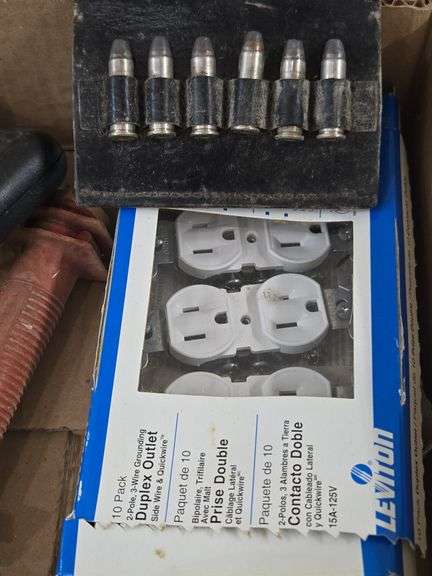 10 Pack
2-Pole, 3-Wire Grounding
Duplex Outlet
Side Wire & Quickwire™
Paquet de 10
Bipolaire, Trifilaire
Avec Malt
Prise Double
Câblage Latéral
et Quickwire
Paquete de 10
2-Polos, 3 Alambres a Tierra
Contacto Doble
con Cableado Lateral
y Quickwire
15A-125V
LEVITON